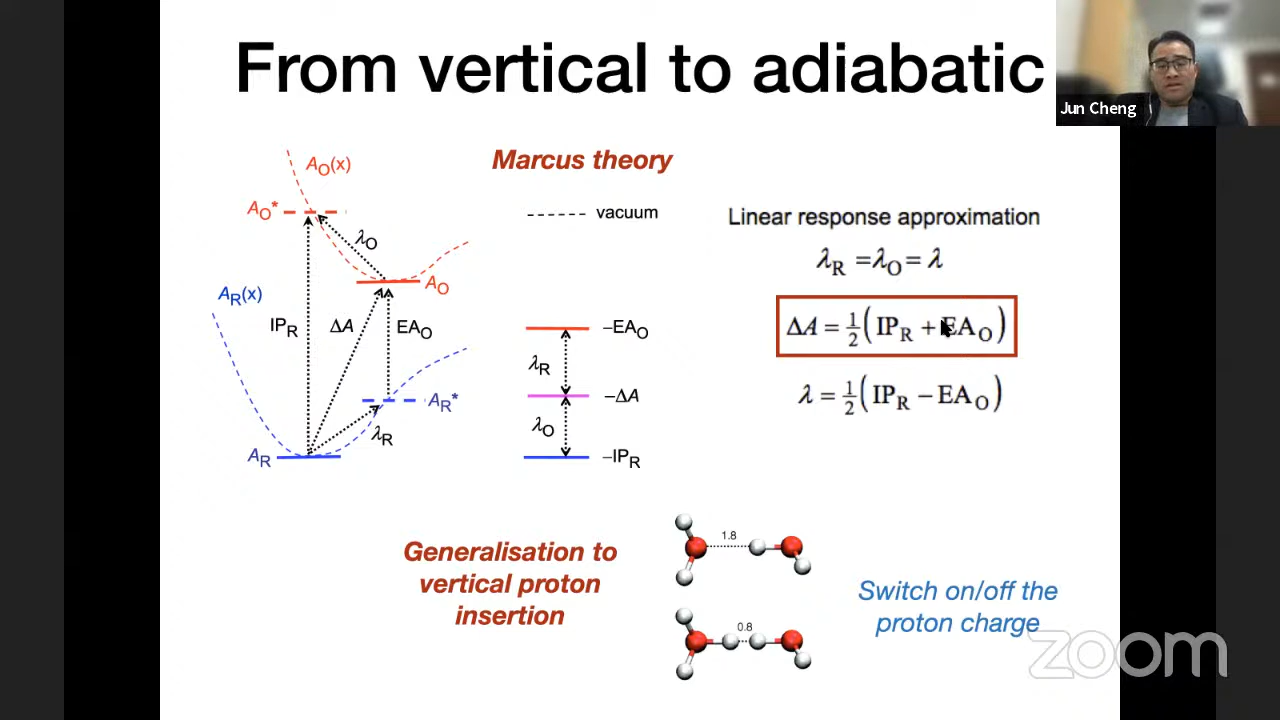 From vertical to adiabatic
Jun Cheng
Marcus theory
A_O(x)
A_O*
λ_O
A_O
A_R(x)
IP_R
ΔA
EA_O
A_R*
λ_R
A_R
vacuum
–EA_O
λ_R
–ΔA
λ_O
–IP_R
Linear response approximation
λ_R = λ_O = λ
ΔA = ½(IP_R + EA_O)
λ = ½(IP_R − EA_O)
Generalisation to
vertical proton
insertion
1.8
0.8
Switch on/off the
proton charge
zoom